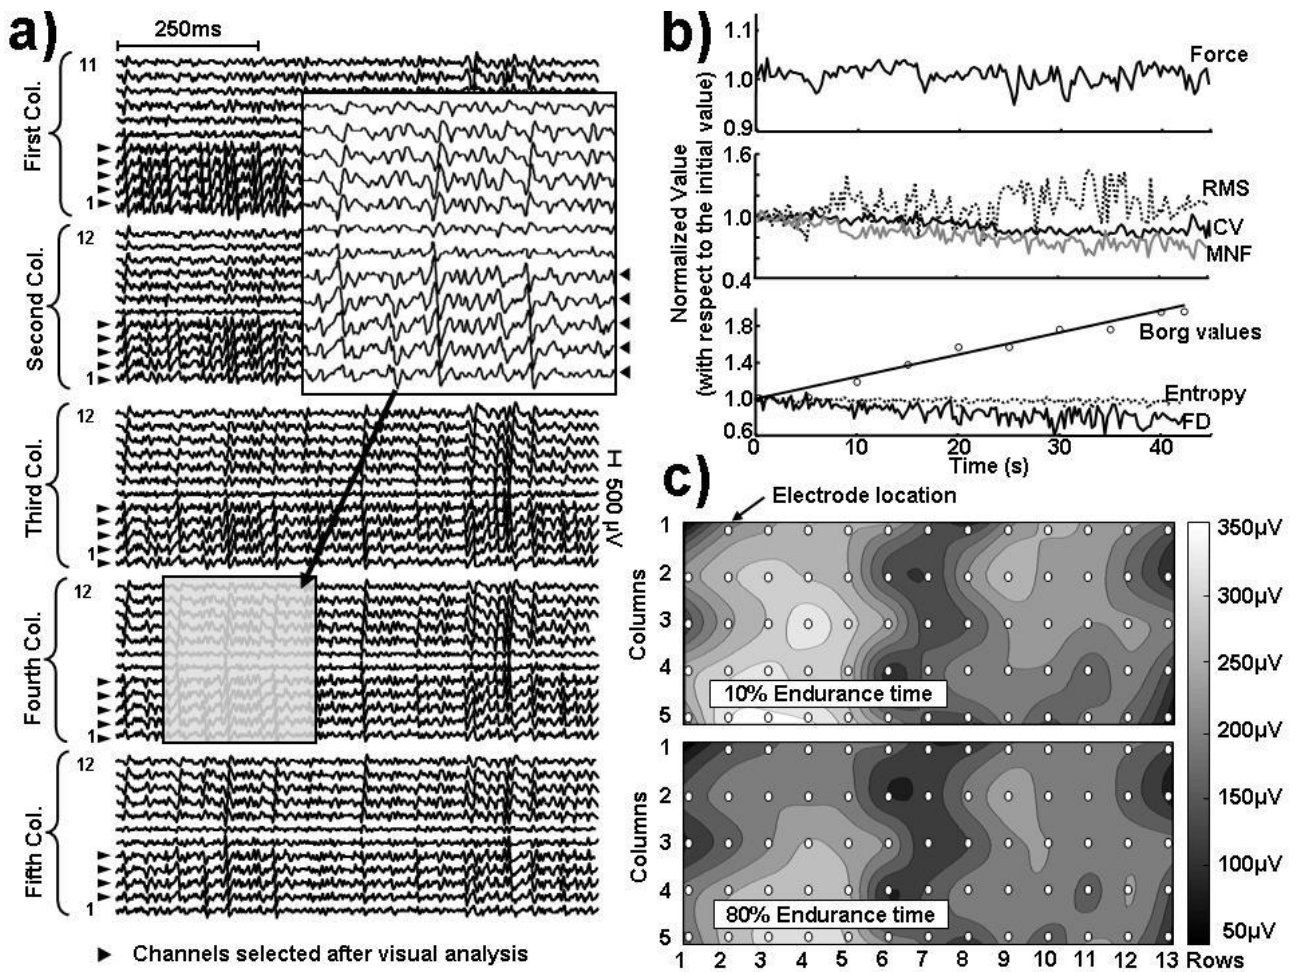 a)
250ms
First Col.
11
1
Second Col.
12
1
Third Col.
12
1
Fourth Col.
12
1
Fifth Col.
12
1
500 µV
Channels selected after visual analysis
b)
Normalized Value
(with respect to the initial value)
1.1
1.0
0.9
Force
1.6
1.0
0.4
RMS
CV
MNF
1.8
1.4
1.0
0.6
Borg values
Entropy
FD
0 10 20 30 40
Time (s)
c)
Electrode location
Columns
1
2
3
4
5
10% Endurance time
Columns
1
2
3
4
5
80% Endurance time
1 2 3 4 5 6 7 8 9 10 11 12 13 Rows
350µV
300µV
250µV
200µV
150µV
100µV
50µV